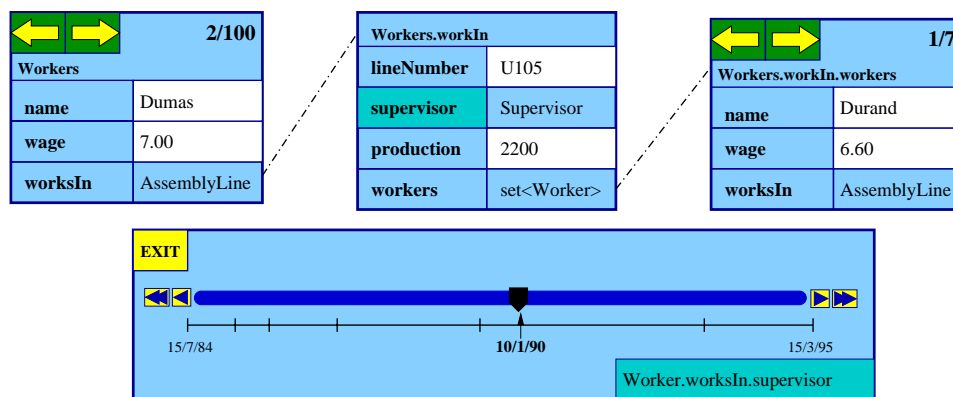 2/100
Workers
name Dumas
wage 7.00
worksIn AssemblyLine
Workers.workIn
lineNumber U105
supervisor Supervisor
production 2200
workers set<Worker>
1/7
Workers.workIn.workers
name Durand
wage 6.60
worksIn AssemblyLine
EXIT
15/7/84 10/1/90 15/3/95
Worker.worksIn.supervisor